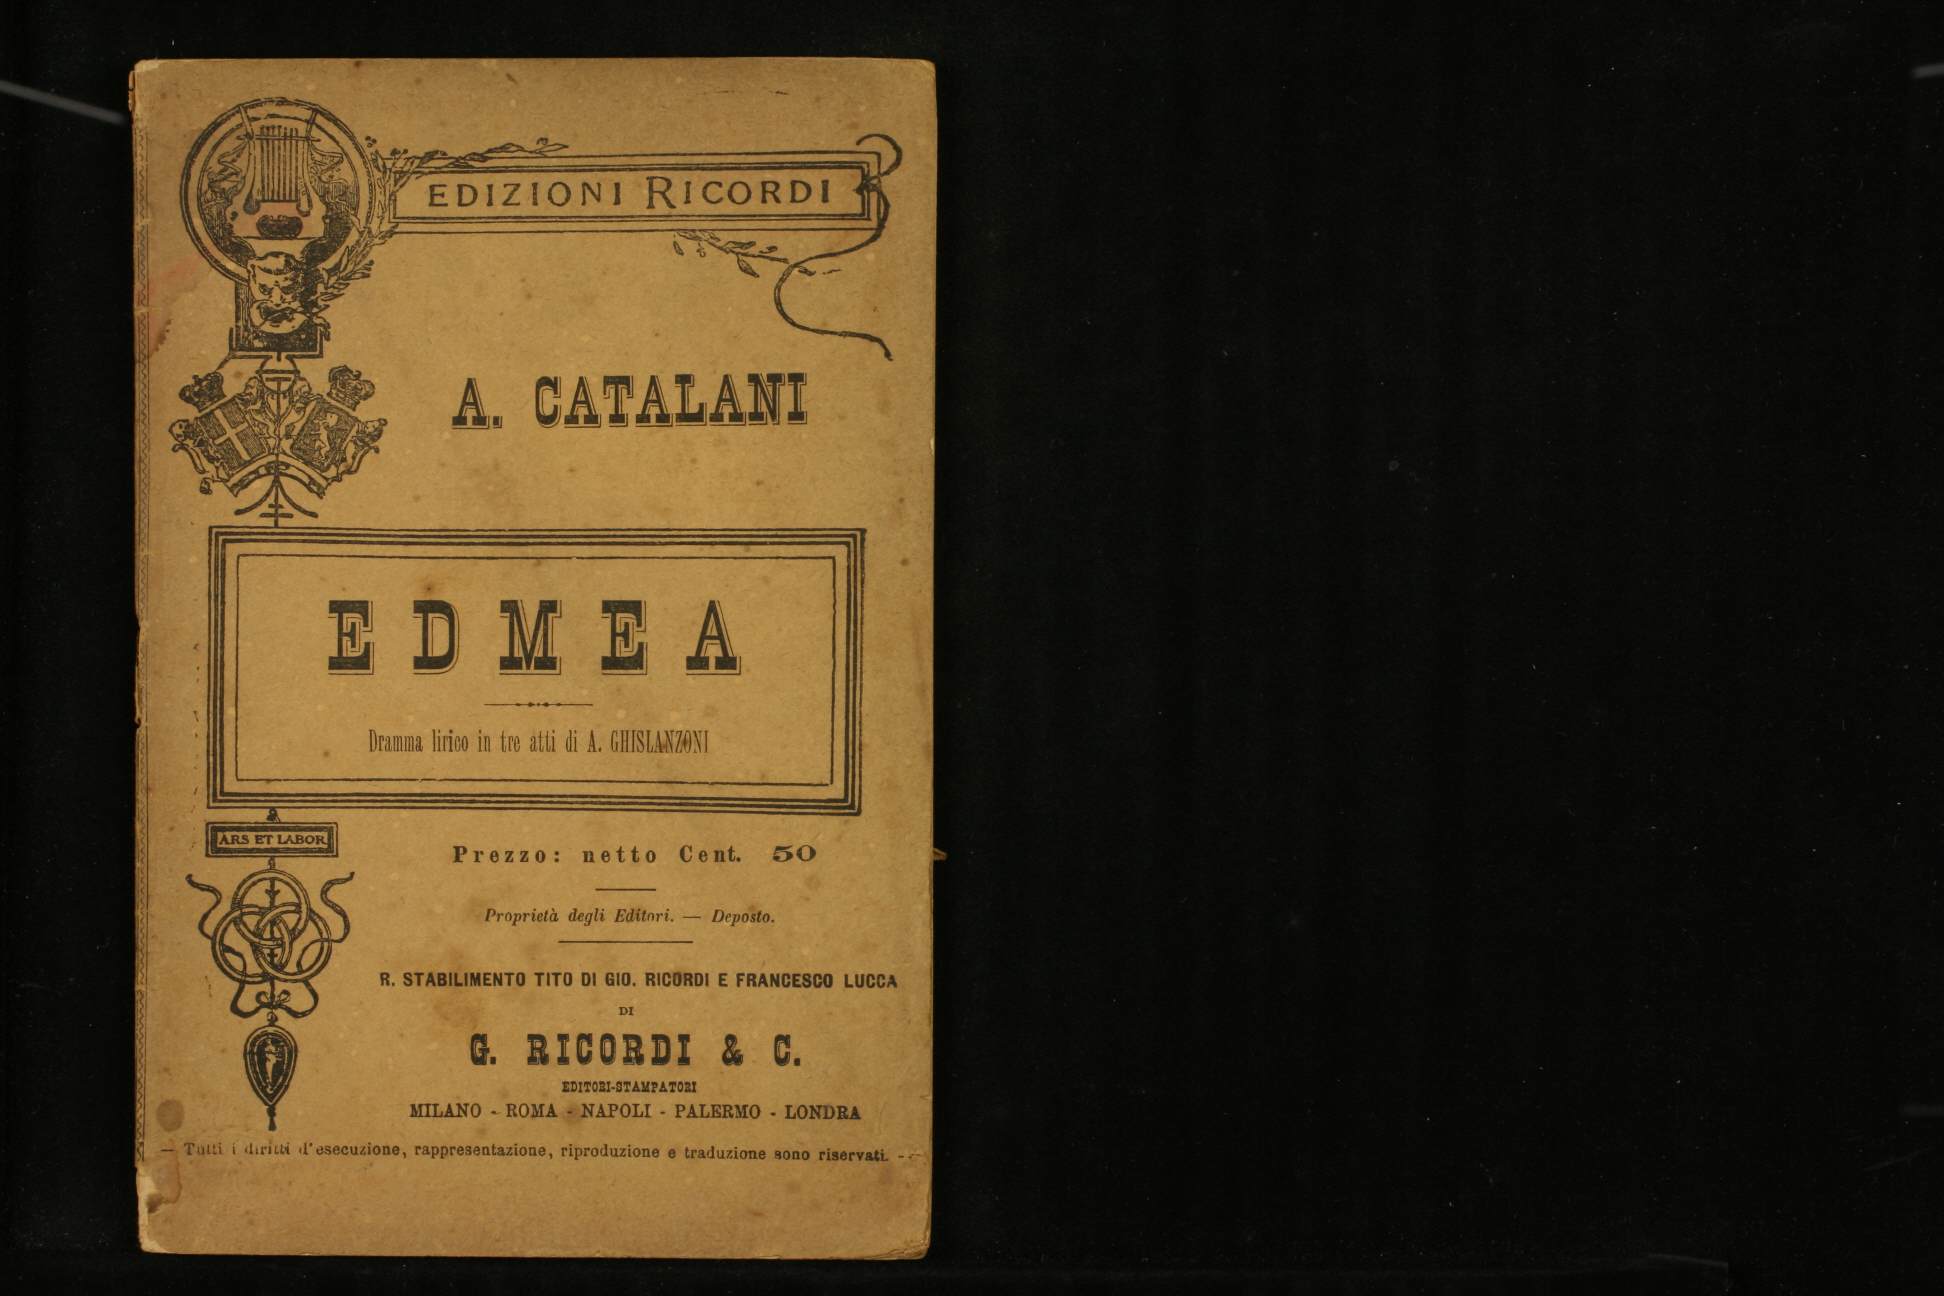 EDIZIONI RICORDI
A. CATALANI
EDMEA
Dramma lirico in tre atti di A. GHISLANZONI
ARS ET LABOR
Prezzo: netto Cent. 50
Proprietà degli Editori. — Deposto.
R. STABILIMENTO TITO DI GIO. RICORDI E FRANCESCO LUCCA
DI
G. RICORDI & C.
EDITORI-STAMPATORI
MILANO - ROMA - NAPOLI - PALERMO - LONDRA
— Tutti i diritti d'esecuzione, rappresentazione, riproduzione e traduzione sono riservati. —